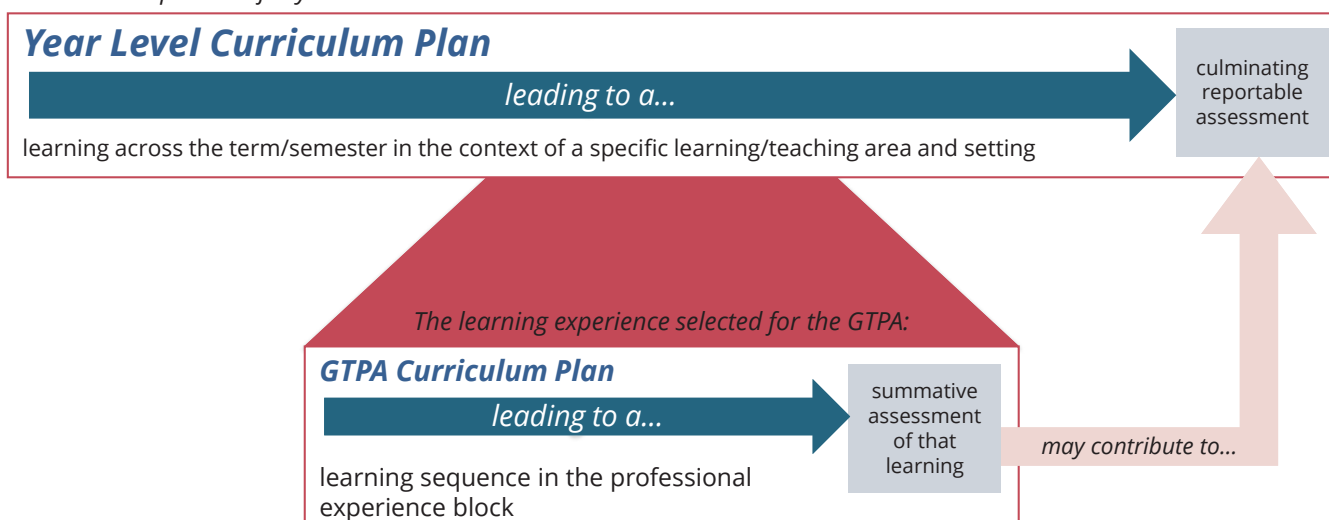 Year Level Curriculum Plan
leading to a...
culminating
reportable
assessment
learning across the term/semester in the context of a specific learning/teaching area and setting
The learning experience selected for the GTPA:
GTPA Curriculum Plan
leading to a...
summative
assessment
of that
learning
may contribute to...
learning sequence in the professional
experience block